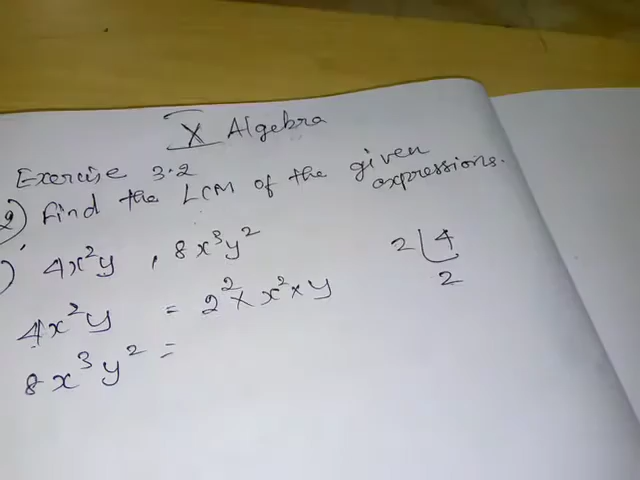 X Algebra
Exercise 3.2
2) Find the LCM of the given expressions.
) 4x²y , 8x³y²
4x²y = 2² × x² × y
8x³y² =
2 4
2